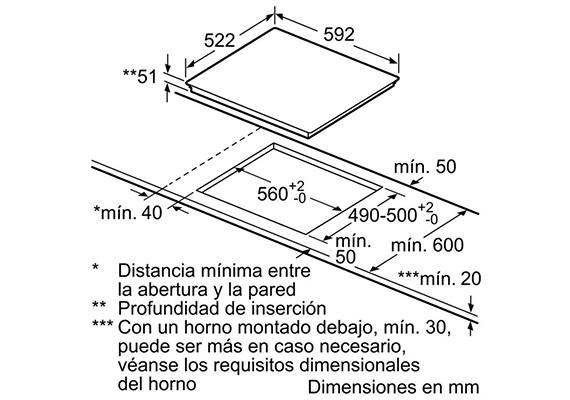 522
592
**51
mín. 50
560 +2 -0
*mín. 40
490-500 +2 -0
mín. 50
mín. 600
***mín. 20
* Distancia mínima entre
la abertura y la pared
** Profundidad de inserción
*** Con un horno montado debajo, mín. 30,
puede ser más en caso necesario,
véanse los requisitos dimensionales
del horno
Dimensiones en mm